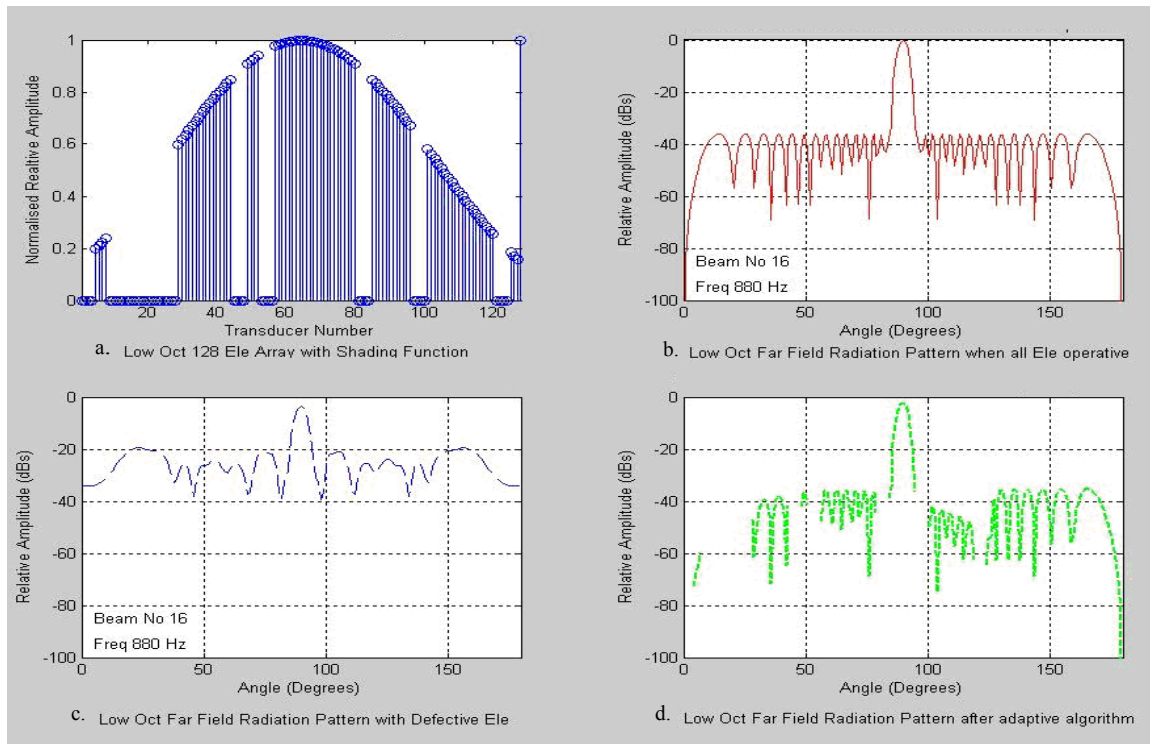 1
0.8
0.6
0.4
0.2
0
20
40
60
80
100
120
Normalised Realtive Amplitude
Transducer Number
a. Low Oct 128 Ele Array with Shading Function
0
-20
-40
-60
-80
-100
0
50
100
150
Relative Amplitude (dBs)
Beam No 16
Freq 880 Hz
Angle (Degrees)
b. Low Oct Far Field Radiation Pattern when all Ele operative
0
-20
-40
-60
-80
-100
0
50
100
150
Relative Amplitude (dBs)
Beam No 16
Freq 880 Hz
Angle (Degrees)
c. Low Oct Far Field Radiation Pattern with Defective Ele
0
-20
-40
-60
-80
-100
0
50
100
150
Relative Amplitude (dBs)
Angle (Degrees)
d. Low Oct Far Field Radiation Pattern after adaptive algorithm